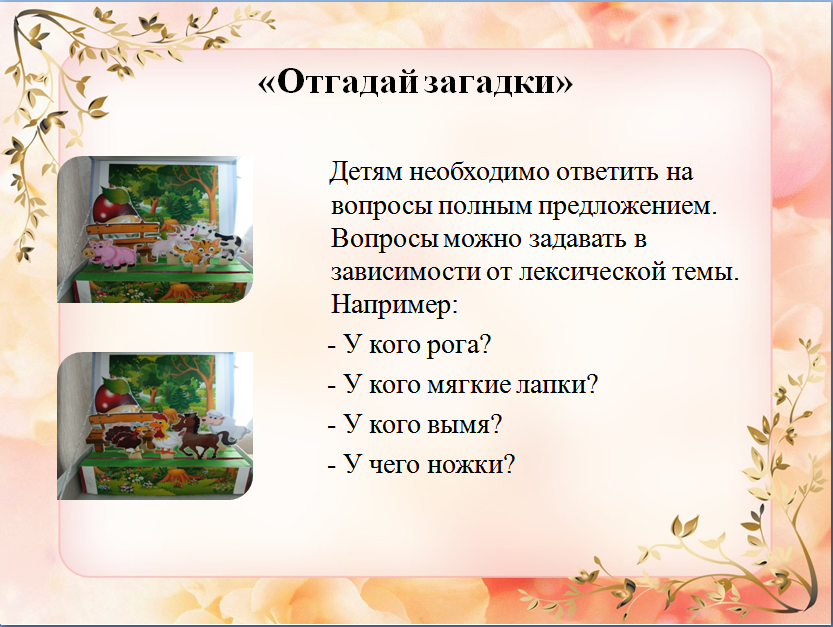 «Отгадай загадки»
Детям необходимо ответить на
вопросы полным предложением.
Вопросы можно задавать в
зависимости от лексической темы.
Например:
- У кого рога?
- У кого мягкие лапки?
- У кого вымя?
- У чего ножки?